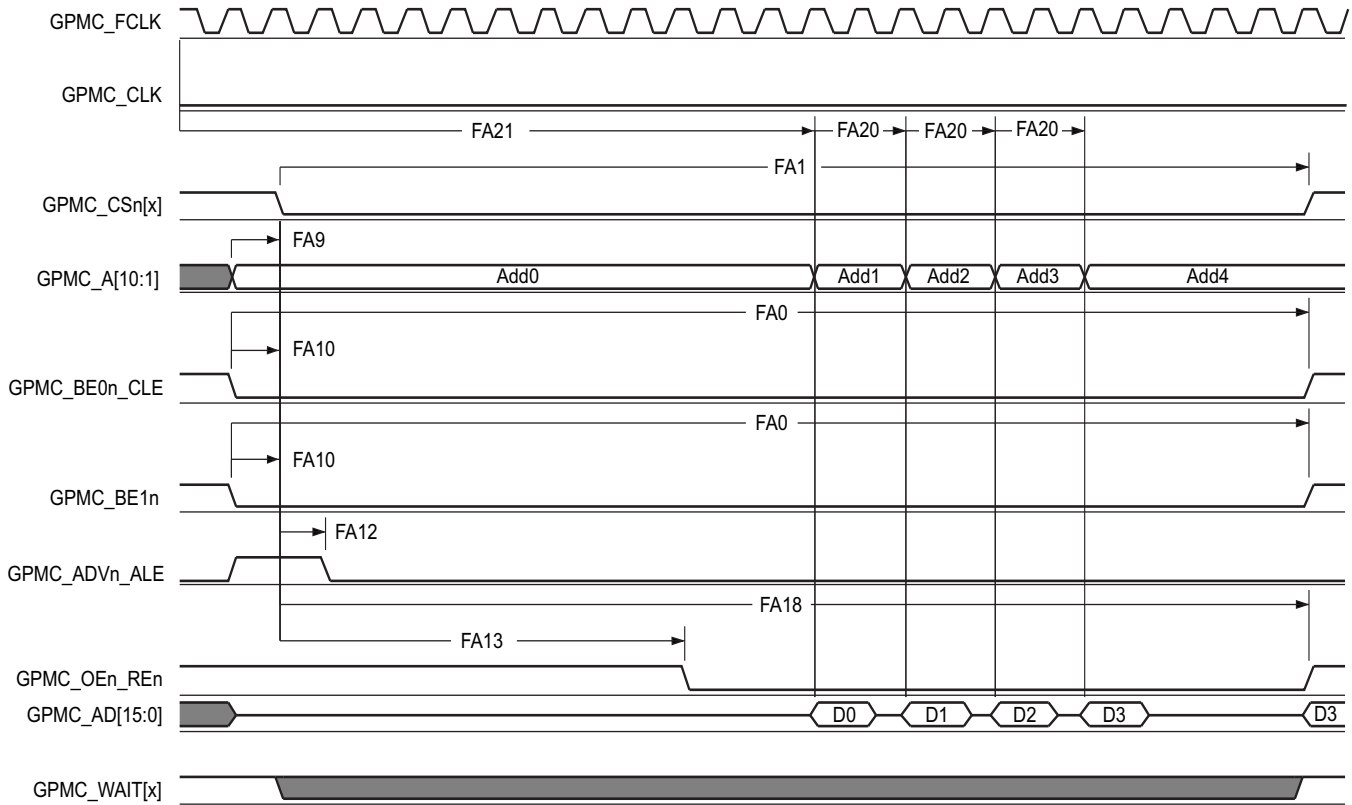 GPMC_FCLK
GPMC_CLK
FA21 FA20 FA20 FA20
FA1
GPMC_CSn[x]
FA9
GPMC_A[10:1] Add0 Add1 Add2 Add3 Add4
FA0
FA10
GPMC_BE0n_CLE
FA0
FA10
GPMC_BE1n
FA12
GPMC_ADVn_ALE
FA18
FA13
GPMC_OEn_REn
GPMC_AD[15:0] D0 D1 D2 D3 D3
GPMC_WAIT[x]